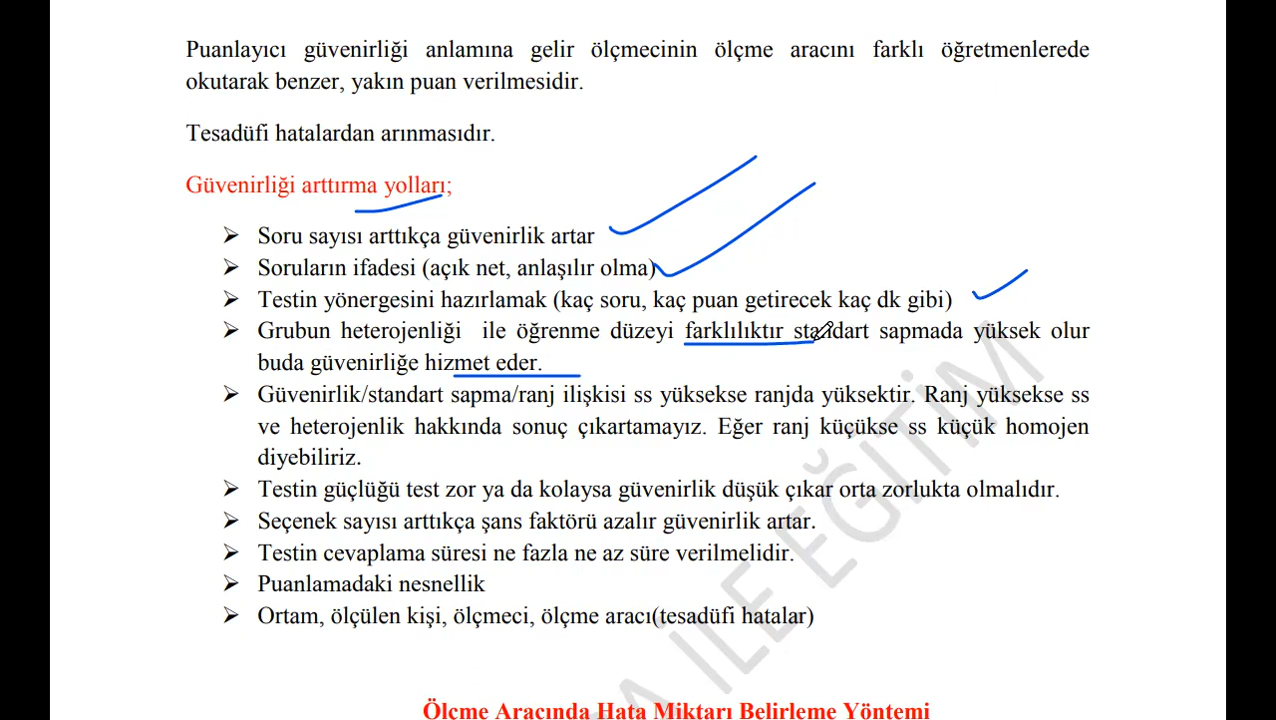 Puanlayıcı güvenirliği anlamına gelir ölçmecinin ölçme aracını farklı öğretmenlerede
okutarak benzer, yakın puan verilmesidir.
Tesadüfi hatalardan arınmasıdır.
Güvenirliği arttırma yolları;
➢ Soru sayısı arttıkça güvenirlik artar
➢ Soruların ifadesi (açık net, anlaşılır olma)
➢ Testin yönergesini hazırlamak (kaç soru, kaç puan getirecek kaç dk gibi)
➢ Grubun heterojenliği ile öğrenme düzeyi farklılıktır standart sapmada yüksek olur
buda güvenirliğe hizmet eder.
➢ Güvenirlik/standart sapma/ranj ilişkisi ss yüksekse ranjda yüksektir. Ranj yüksekse ss
ve heterojenlik hakkında sonuç çıkartamayız. Eğer ranj küçükse ss küçük homojen
diyebiliriz.
➢ Testin güçlüğü test zor ya da kolaysa güvenirlik düşük çıkar orta zorlukta olmalıdır.
➢ Seçenek sayısı arttıkça şans faktörü azalır güvenirlik artar.
➢ Testin cevaplama süresi ne fazla ne az süre verilmelidir.
➢ Puanlamadaki nesnellik
➢ Ortam, ölçülen kişi, ölçmeci, ölçme aracı(tesadüfi hatalar)
İLE EĞİTİM
Ölçme Aracında Hata Miktarı Belirleme Yöntemi